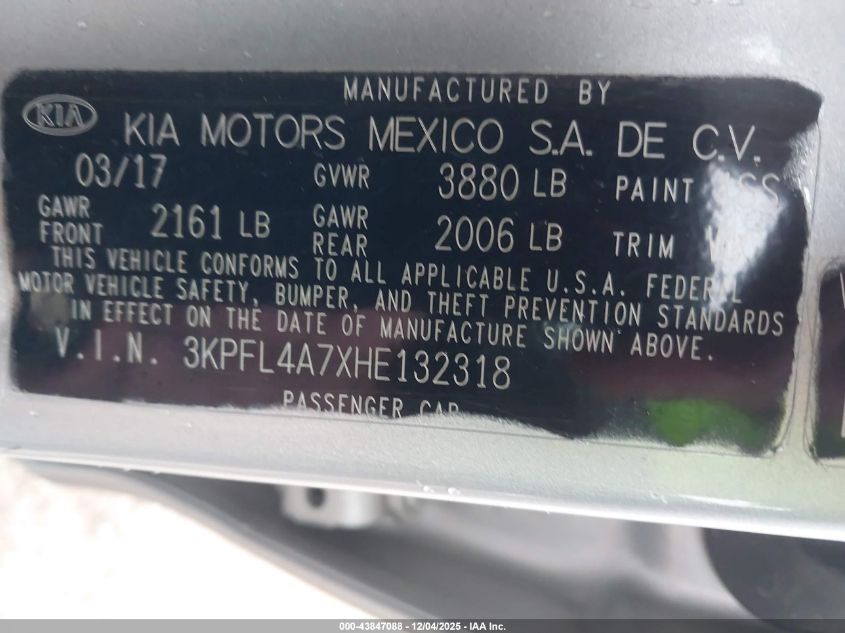 MANUFACTURED BY
KIA KIA MOTORS MEXICO S.A. DE C.V.
03/17 GVWR 3880 LB PAINT
GAWR FRONT 2161 LB GAWR REAR 2006 LB TRIM
THIS VEHICLE CONFORMS TO ALL APPLICABLE U.S.A. FEDERAL
MOTOR VEHICLE SAFETY, BUMPER, AND THEFT PREVENTION STANDARDS
IN EFFECT ON THE DATE OF MANUFACTURE SHOWN ABOVE.
V.I.N. 3KPFL4A7XHE132318
PASSENGER CAR
000-43847088 - 12/04/2025 - IAA Inc.